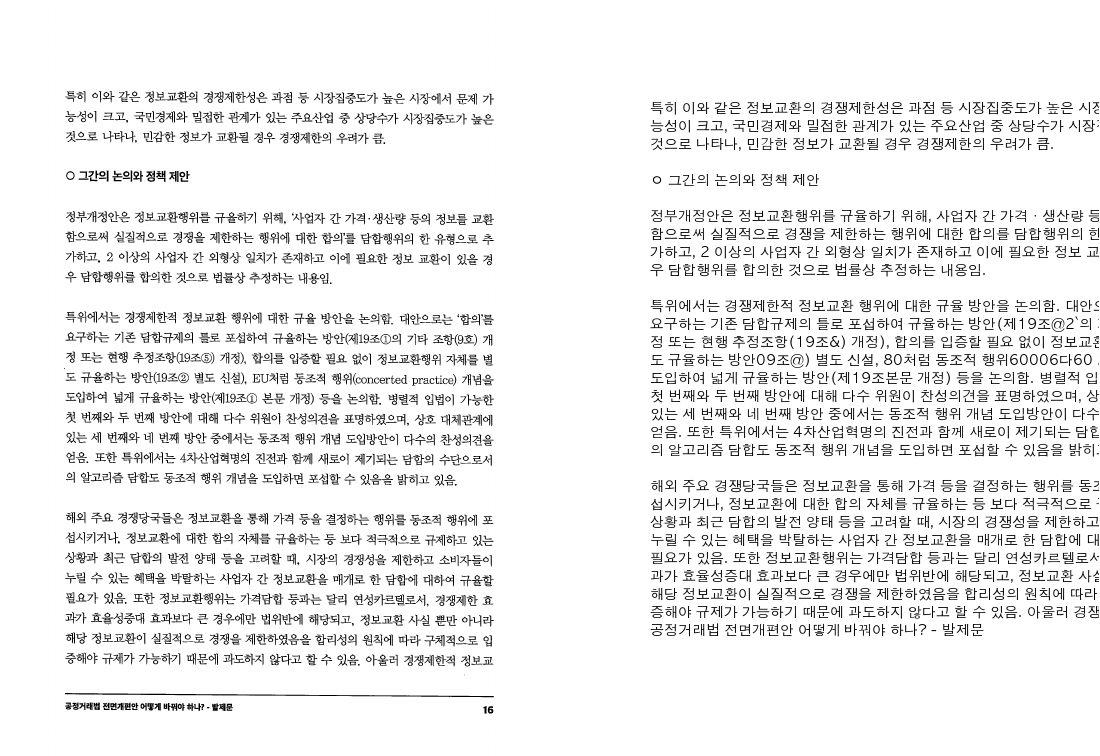 특히 이와 같은 정보교환의 경쟁제한성은 과점 등 시장집중도가 높은 시장에서 문제 가
능성이 크고, 국민경제와 밀접한 관계가 있는 주요산업 중 상당수가 시장집중도가 높은
것으로 나타나, 민감한 정보가 교환될 경우 경쟁제한의 우려가 큼.
○ 그간의 논의와 정책 제안
정부개정안은 정보교환행위를 규율하기 위해, '사업자 간 가격·생산량 등의 정보를 교환
함으로써 실질적으로 경쟁을 제한하는 행위에 대한 합의'를 담합행위의 한 유형으로 추
가하고, 2 이상의 사업자 간 외형상 일치가 존재하고 이에 필요한 정보 교환이 있을 경
우 담합행위를 합의한 것으로 법률상 추정하는 내용임.
특위에서는 경쟁제한적 정보교환 행위에 대한 규율 방안을 논의함. 대안으로는 '합의'를
요구하는 기존 담합규제의 틀로 포섭하여 규율하는 방안(제19조①의 기타 조항(9호) 개
정 또는 현행 추정조항(19조⑤) 개정), 합의를 입증할 필요 없이 정보교환행위 자체를 별
도 규율하는 방안(19조② 별도 신설), EU처럼 동조적 행위(concerted practice) 개념을
도입하여 넓게 규율하는 방안(제19조① 본문 개정) 등을 논의함. 병렬적 입법이 가능한
첫 번째와 두 번째 방안에 대해 다수 위원이 찬성의견을 표명하였으며, 상호 대체관계에
있는 세 번째와 네 번째 방안 중에서는 동조적 행위 개념 도입방안이 다수의 찬성의견을
얻음. 또한 특위에서는 4차산업혁명의 진전과 함께 새로이 제기되는 담합의 수단으로서
의 알고리즘 담합도 동조적 행위 개념을 도입하면 포섭할 수 있음을 밝히고 있음.
해외 주요 경쟁당국들은 정보교환을 통해 가격 등을 결정하는 행위를 동조적 행위에 포
섭시키거나, 정보교환에 대한 합의 자체를 규율하는 등 보다 적극적으로 규제하고 있는
상황과 최근 담합의 발전 양태 등을 고려할 때, 시장의 경쟁성을 제한하고 소비자들이
누릴 수 있는 혜택을 박탈하는 사업자 간 정보교환을 매개로 한 담합에 대하여 규율할
필요가 있음. 또한 정보교환행위는 가격담합 등과는 달리 연성카르텔로서, 경쟁제한 효
과가 효율성증대 효과보다 큰 경우에만 법위반에 해당되고, 정보교환 사실 뿐만 아니라
해당 정보교환이 실질적으로 경쟁을 제한하였음을 합리성의 원칙에 따라 구체적으로 입
증해야 규제가 가능하기 때문에 과도하지 않다고 할 수 있음. 아울러 경쟁제한적 정보교
공정거래법 전면개편안 어떻게 바꿔야 하나? - 발제문
16
특히 이와 같은 정보교환의 경쟁제한성은 과점 등 시장집중도가 높은 시장
능성이 크고, 국민경제와 밀접한 관계가 있는 주요산업 중 상당수가 시장
것으로 나타나, 민감한 정보가 교환될 경우 경쟁제한의 우려가 큼.
ㅇ 그간의 논의와 정책 제안
정부개정안은 정보교환행위를 규율하기 위해, 사업자 간 가격 · 생산량 등
함으로써 실질적으로 경쟁을 제한하는 행위에 대한 합의를 담합행위의 한
가하고, 2 이상의 사업자 간 외형상 일치가 존재하고 이에 필요한 정보 교
우 담합행위를 합의한 것으로 법률상 추정하는 내용임.
특위에서는 경쟁제한적 정보교환 행위에 대한 규율 방안을 논의함. 대안으
요구하는 기존 담합규제의 틀로 포섭하여 규율하는 방안(제19조@2`의
정 또는 현행 추정조항(19조&) 개정), 합의를 입증할 필요 없이 정보교환
도 규율하는 방안09조@) 별도 신설, 80처럼 동조적 행위60006다60
도입하여 넓게 규율하는 방안(제19조본문 개정) 등을 논의함. 병렬적 입
첫 번째와 두 번째 방안에 대해 다수 위원이 찬성의견을 표명하였으며, 상
있는 세 번째와 네 번째 방안 중에서는 동조적 행위 개념 도입방안이 다수
얻음. 또한 특위에서는 4차산업혁명의 진전과 함께 새로이 제기되는 담합
의 알고리즘 담합도 동조적 행위 개념을 도입하면 포섭할 수 있음을 밝히고
해외 주요 경쟁당국들은 정보교환을 통해 가격 등을 결정하는 행위를 동조
섭시키거나, 정보교환에 대한 합의 자체를 규율하는 등 보다 적극적으로
상황과 최근 담합의 발전 양태 등을 고려할 때, 시장의 경쟁성을 제한하고
누릴 수 있는 혜택을 박탈하는 사업자 간 정보교환을 매개로 한 담합에 대
필요가 있음. 또한 정보교환행위는 가격담합 등과는 달리 연성카르텔로서
과가 효율성증대 효과보다 큰 경우에만 법위반에 해당되고, 정보교환 사실
해당 정보교환이 실질적으로 경쟁을 제한하였음을 합리성의 원칙에 따라
증해야 규제가 가능하기 때문에 과도하지 않다고 할 수 있음. 아울러 경쟁
공정거래법 전면개편안 어떻게 바꿔야 하나? - 발제문